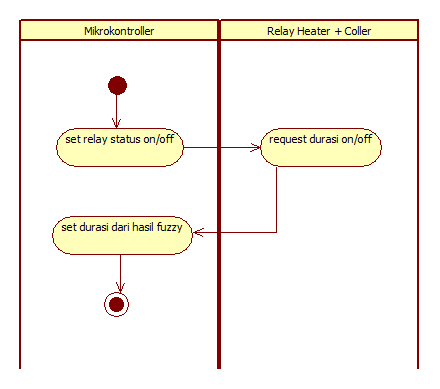 Mikrokontroller
Relay Heater + Coller
set relay status on/off
request durasi on/off
set durasi dari hasil fuzzy